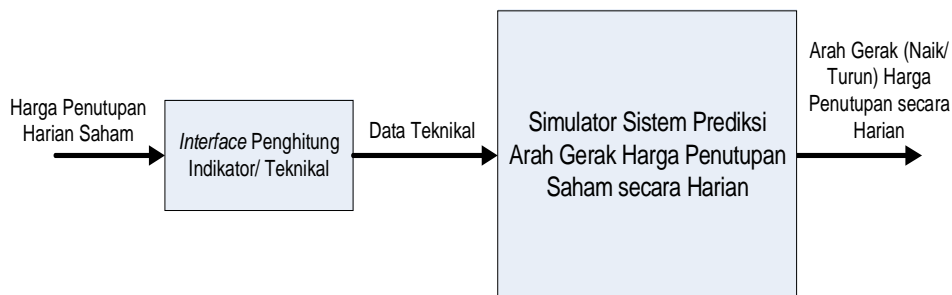 Harga Penutupan
Harian Saham
Interface Penghitung
Indikator/ Teknikal
Data Teknikal
Simulator Sistem Prediksi
Arah Gerak Harga Penutupan
Saham secara Harian
Arah Gerak (Naik/
Turun) Harga
Penutupan secara
Harian